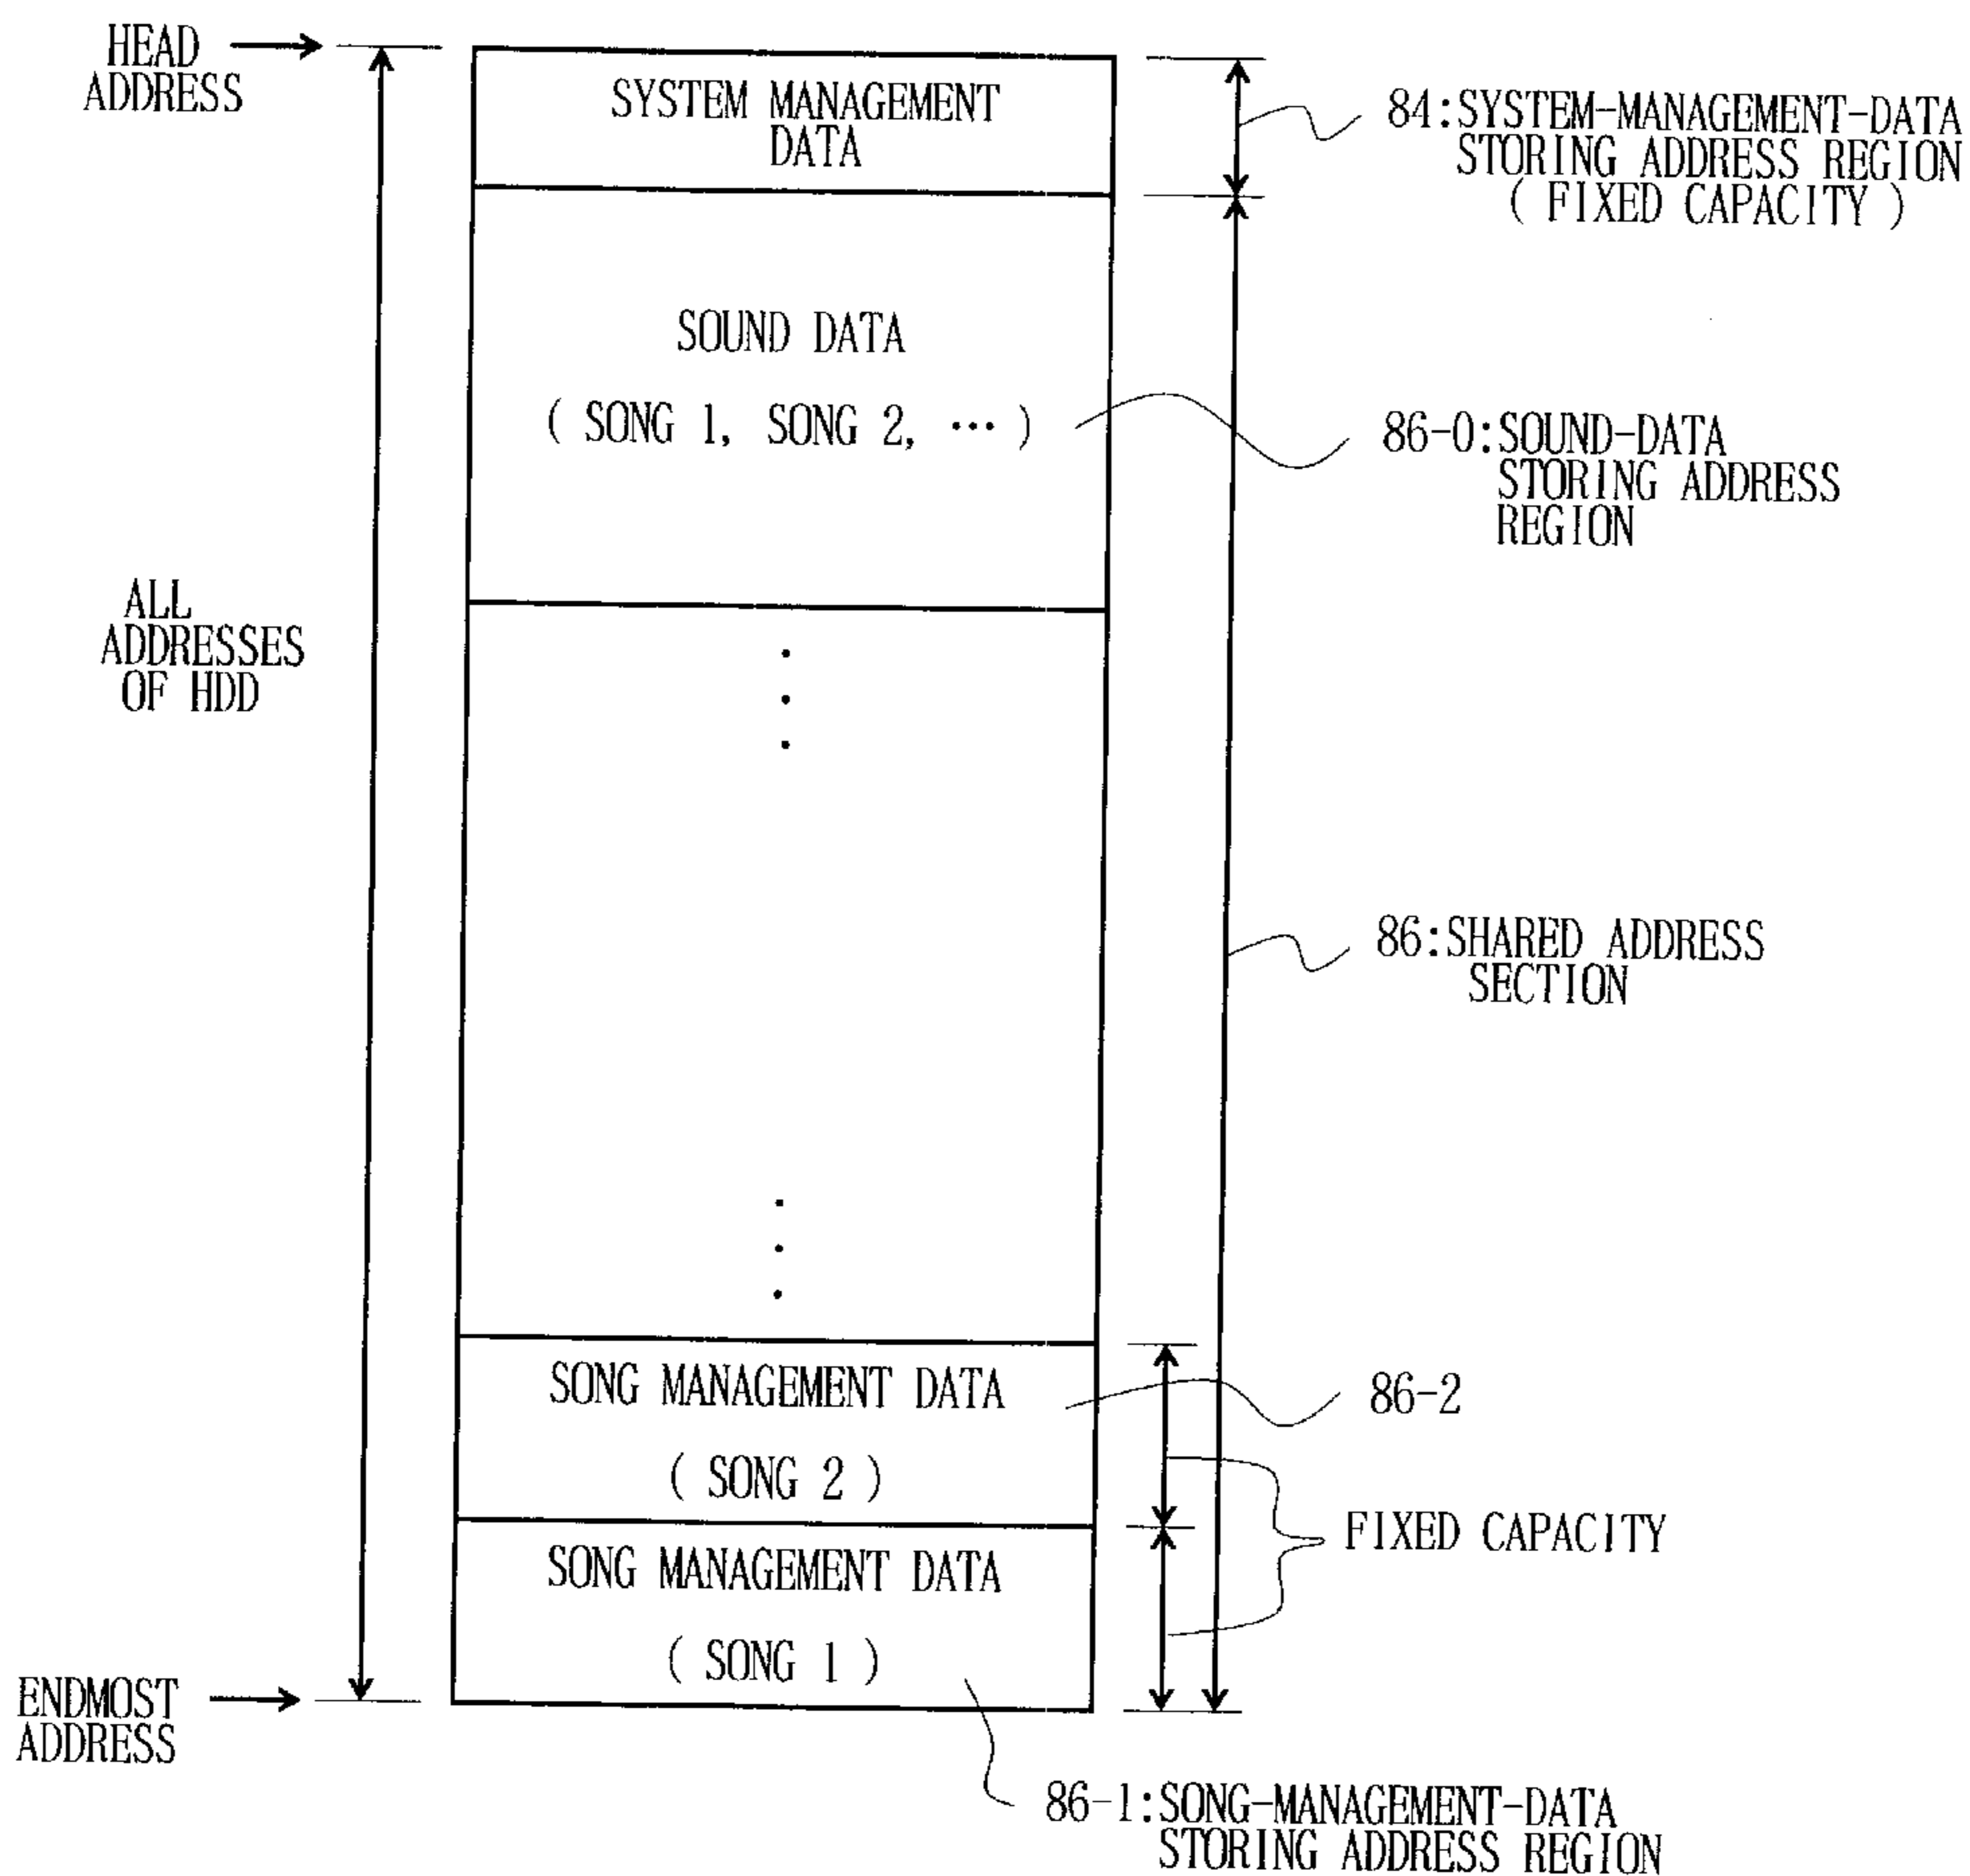 HEAD
ADDRESS
SYSTEM MANAGEMENT
DATA
84:SYSTEM-MANAGEMENT-DATA
STORING ADDRESS REGION
( FIXED CAPACITY )
SOUND DATA
( SONG 1, SONG 2, ··· )
86-0:SOUND-DATA
STORING ADDRESS
REGION
ALL
ADDRESSES
OF HDD
86:SHARED ADDRESS
SECTION
SONG MANAGEMENT DATA
( SONG 2 )
86-2
FIXED CAPACITY
SONG MANAGEMENT DATA
( SONG 1 )
ENDMOST
ADDRESS
86-1:SONG-MANAGEMENT-DATA
STORING ADDRESS REGION